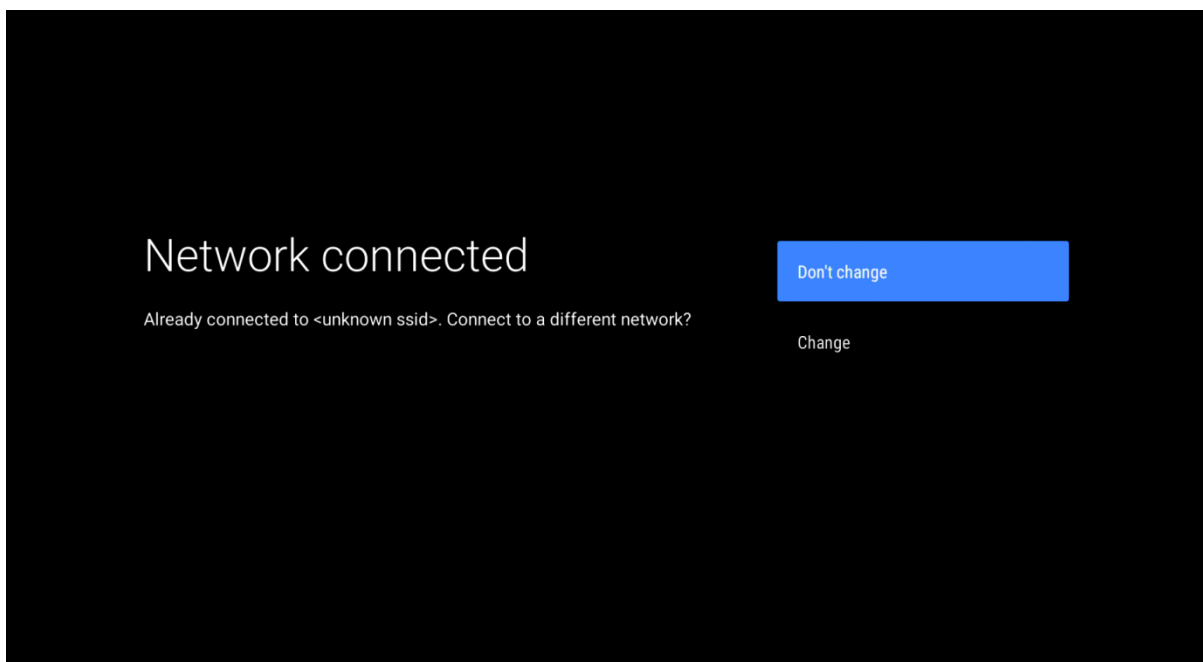 Network connected
Already connected to <unknown ssid>. Connect to a different network?
Don't change
Change